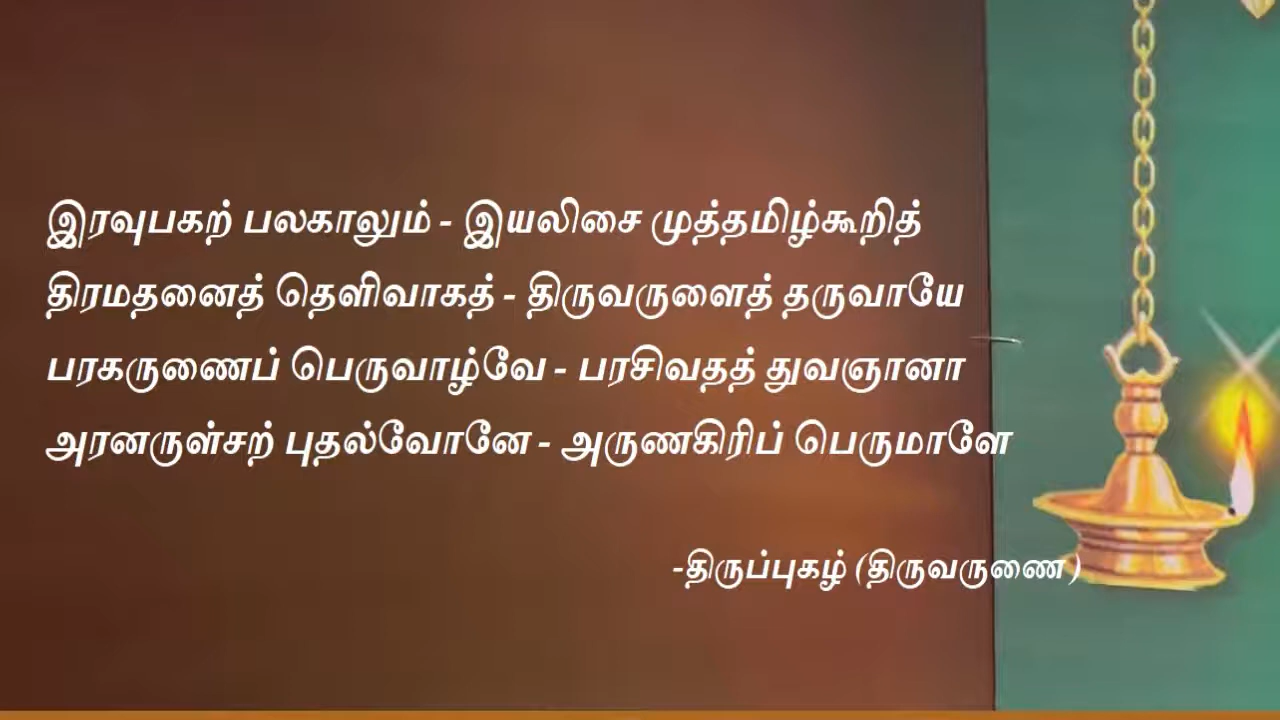 இரவுபகற் பலகாலும் - இயலிசை முத்தமிழ்கூறித்
திரமதனைத் தெளிவாகத் - திருவருளைத் தருவாயே
பரகருணைப் பெருவாழ்வே - பரசிவதத் துவஞானா
அரனருள்சற் புதல்வோனே - அருணகிரிப் பெருமாளே
-திருப்புகழ் (திருவருணை)